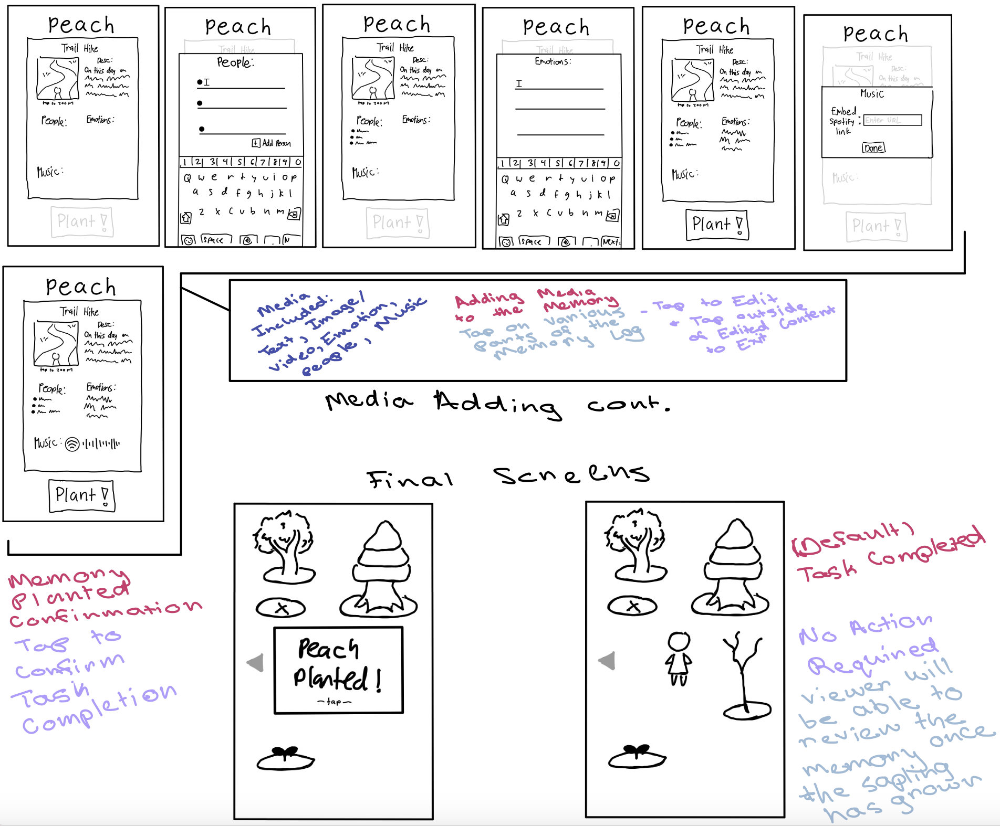 Peach
Trail Hike
Desc:
On this day
tap to zoom
People:
Emotions:
Music:
Plant!
Peach
Trail Hike
People:
I
+ Add Person
1 2 3 4 5 6 7 8 9 0
Q w e r t y u i o p
a s d f g h j k l
z x c v b n m
space @ . N
Peach
Trail Hike
Desc:
On this day
tap to zoom
People:
Emotions:
Music:
Plant!
Peach
Trail Hike
Emotions:
I
1 2 3 4 5 6 7 8 9 0
Q w e r t y u i o p
a s d f g h j k l
z x c v b n m
space @ . Next
Peach
Trail Hike
Desc:
On this day
tap to zoom
People:
Emotions:
Music:
Plant!
Peach
Trail Hike
Desc:
On this day
Music
Embed
Spotify :
link
Enter URL
Done
Music:
Plant!
Peach
Trail Hike
Desc:
On this day
tap to zoom
People:
Emotions:
Music:
Plant!
Media
Included:
Text, Image/
video, Emotion,
people, Music
Adding Media
to the Memory
Tap on various
parts of the
Memory Log
- Tap to Edit
+ Tap outside
of Edited Content
to Exit
Media Adding cont.
Final Screens
Memory
Planted
Confirmation
Tap to
Confirm
Task
Completion
X
Peach
Planted!
- tap -
X
(Default)
Task Completed
No Action
Required
viewer will
be able to
review the
memory once
the sapling
has grown